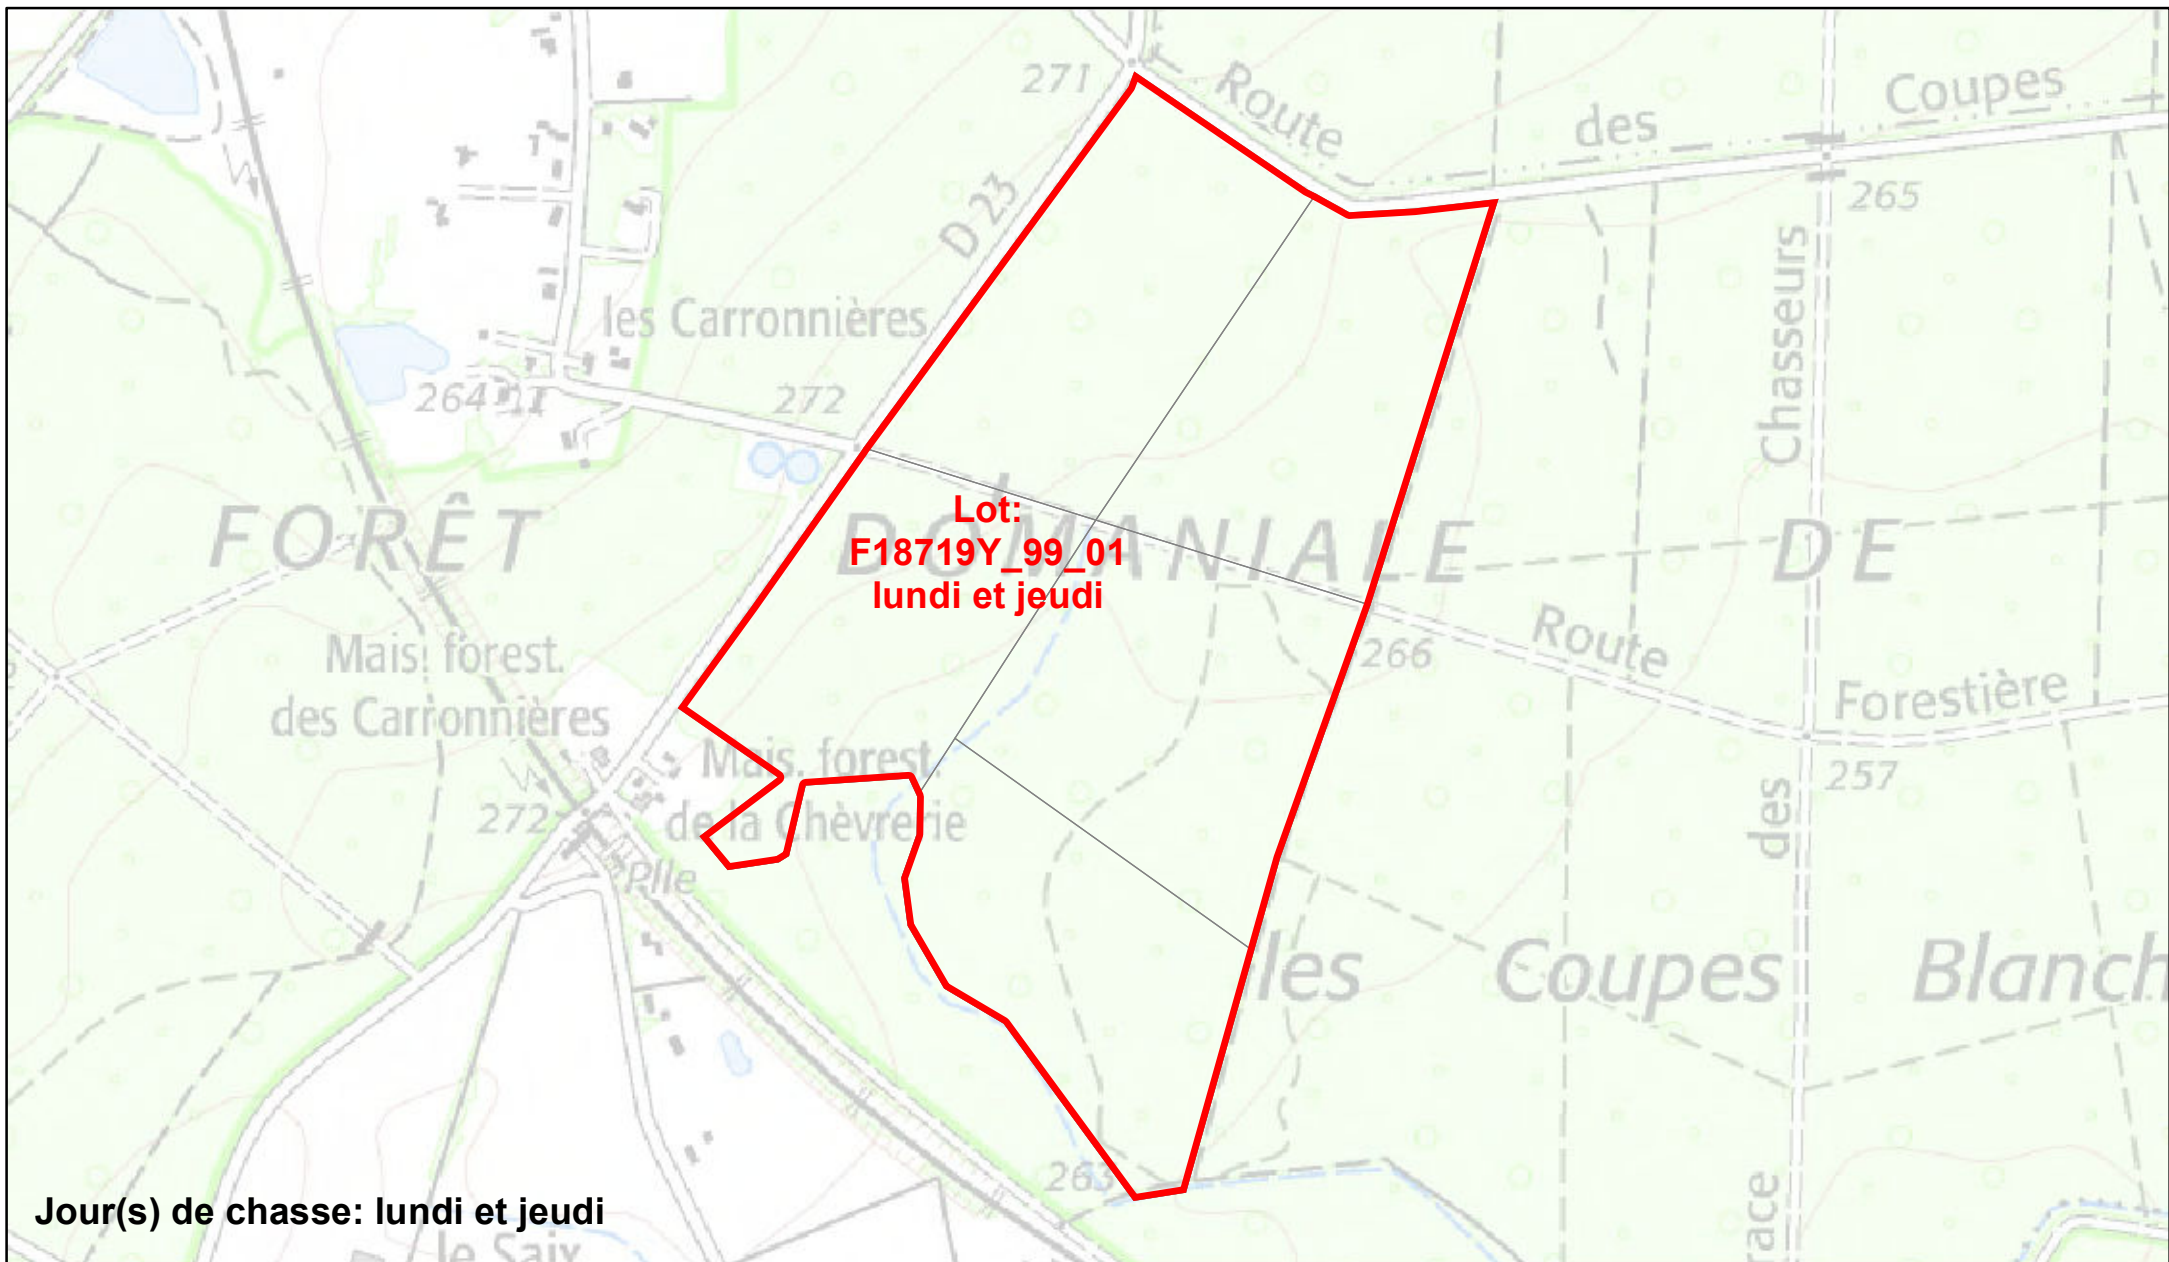 271
Route
des
Coupes
265
D 23
Chasseurs
les Carronnières
264
272
FORÊT
DOMANIALE
DE
Lot:
F18719Y_99_01
lundi et jeudi
Mais. forest.
des Carronnières
266
Route
Forestière
Mais. forest.
de la Chèvrerie
272
257
des
Plle
les
Coupes
Blanch
263
Jour(s) de chasse: lundi et jeudi
le Saix
race